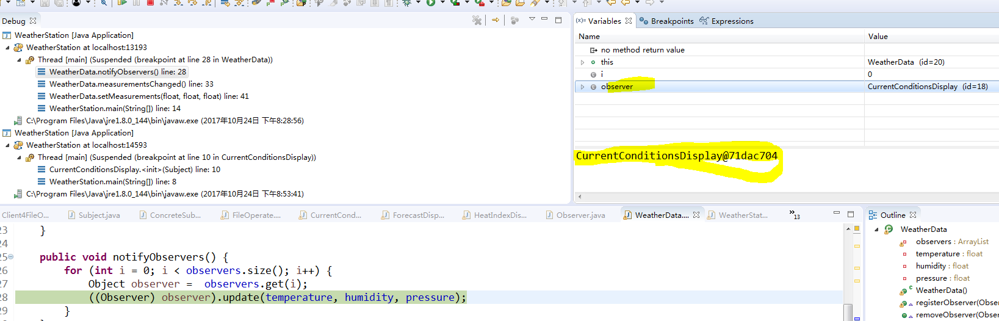 Debug
WeatherStation [Java Application]
WeatherStation at localhost:13193
Thread [main] (Suspended (breakpoint at line 28 in WeatherData))
WeatherData.notifyObservers() line: 28
WeatherData.measurementsChanged() line: 33
WeatherData.setMeasurements(float, float, float) line: 41
WeatherStation.main(String[]) line: 14
C:\Program Files\Java\jre1.8.0_144\bin\javaw.exe (2017年10月24日 下午8:28:56)
WeatherStation [Java Application]
WeatherStation at localhost:14593
Thread [main] (Suspended (breakpoint at line 10 in CurrentConditionsDisplay))
CurrentConditionsDisplay.<init>(Subject) line: 10
WeatherStation.main(String[]) line: 8
C:\Program Files\Java\jre1.8.0_144\bin\javaw.exe (2017年10月24日 下午8:53:41)
(x)= Variables Breakpoints Expressions
Name Value
no method return value
this WeatherData (id=20)
i 0
observer CurrentConditionsDisplay (id=18)
CurrentConditionsDisplay@71dac704
Client4FileO... Subject.java ConcreteSub... FileOperate.... CurrentCond... ForecastDisp... HeatIndexDis... Observer.java WeatherData.... WeatherStat... »13
23 }
24
25 public void notifyObservers() {
26 for (int i = 0; i < observers.size(); i++) {
27 Object observer = observers.get(i);
28 ((Observer) observer).update(temperature, humidity, pressure);
}
Outline
WeatherData
observers : ArrayList
temperature : float
humidity : float
pressure : float
WeatherData()
registerObserver(Obser
removeObserver(Obser